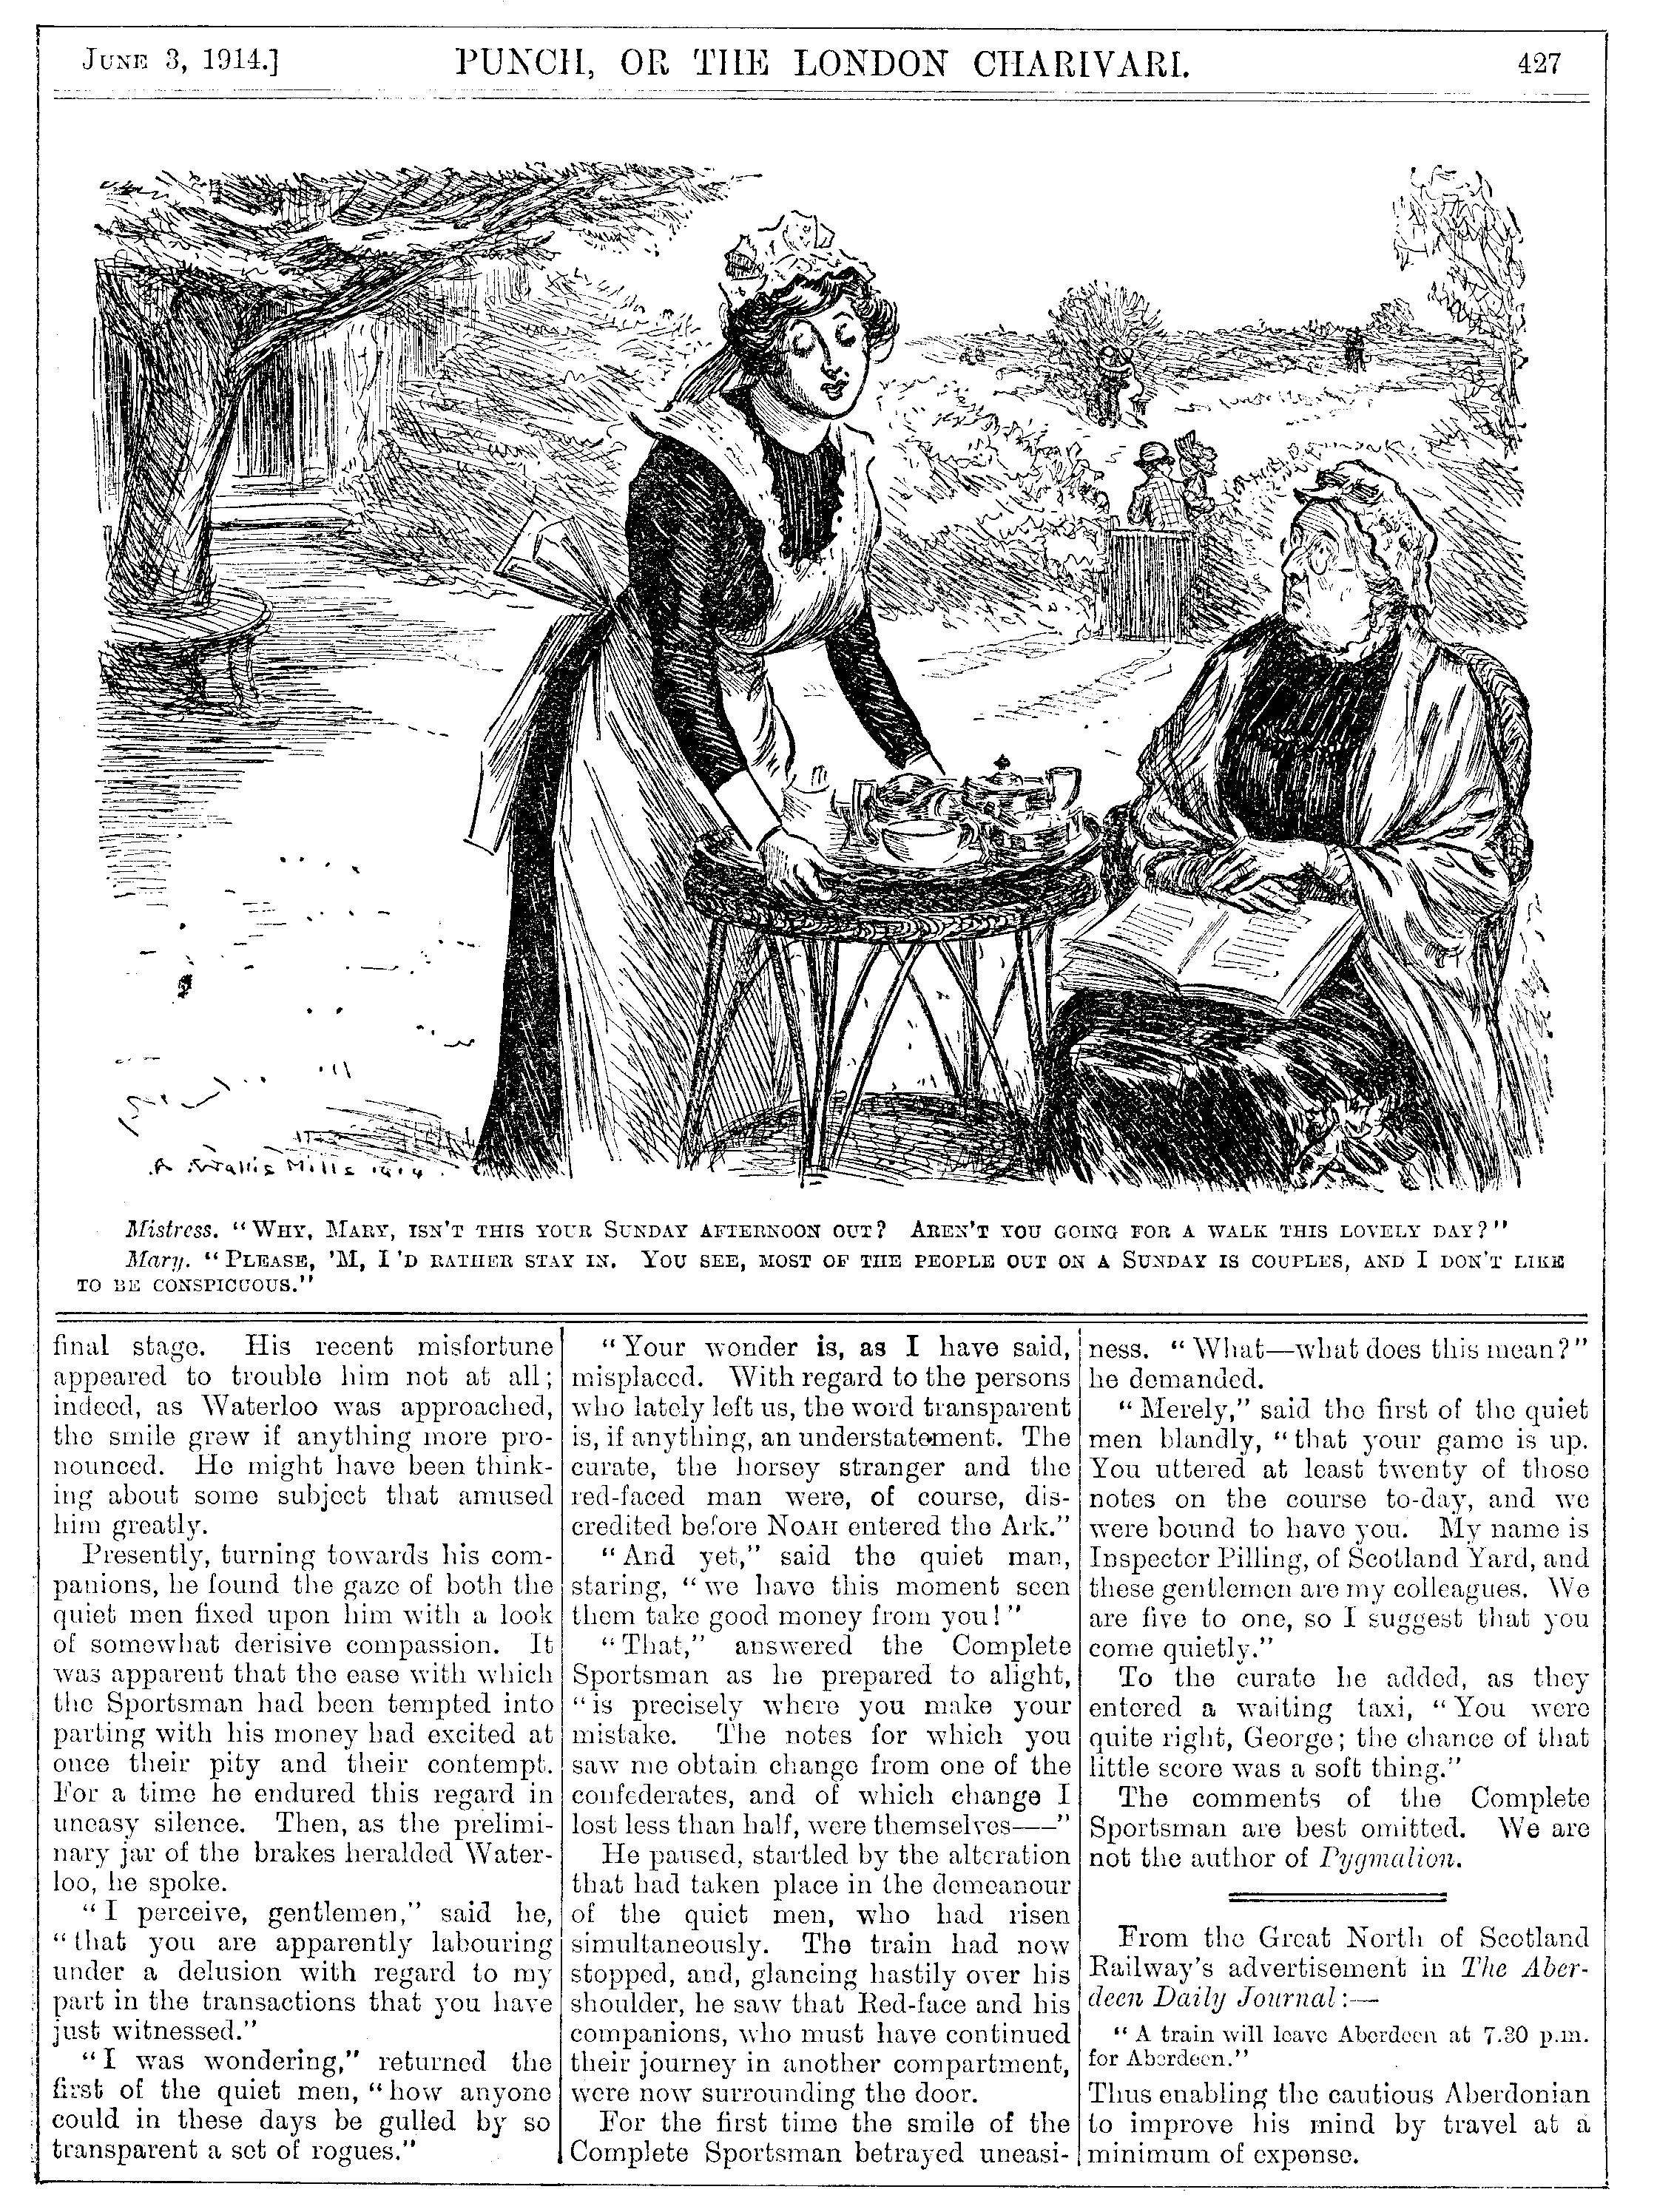 JUNE 3, 1914.] PUNCH, OR THE LONDON CHARIVARI. 427
A Wallis Mills 1914
Mistress. "WHY, MARY, ISN'T THIS YOUR SUNDAY AFTERNOON OUT? AREN'T YOU GOING FOR A WALK THIS LOVELY DAY?"
Mary. "PLEASE, 'M, I'D RATHER STAY IN. YOU SEE, MOST OF THE PEOPLE OUT ON A SUNDAY IS COUPLES, AND I DON'T LIKE
TO BE CONSPICUOUS."
final stage. His recent misfortune
appeared to trouble him not at all;
indeed, as Waterloo was approached,
the smile grew if anything more pro-
nounced. He might have been think-
ing about some subject that amused
him greatly.
Presently, turning towards his com-
panions, he found the gaze of both the
quiet men fixed upon him with a look
of somewhat derisive compassion. It
was apparent that the ease with which
the Sportsman had been tempted into
parting with his money had excited at
once their pity and their contempt.
For a time he endured this regard in
uneasy silence. Then, as the prelimi-
nary jar of the brakes heralded Water-
loo, he spoke.
"I perceive, gentlemen," said he,
"that you are apparently labouring
under a delusion with regard to my
part in the transactions that you have
just witnessed."
"I was wondering," returned the
first of the quiet men, "how anyone
could in these days be gulled by so
transparent a set of rogues."
"Your wonder is, as I have said,
misplaced. With regard to the persons
who lately left us, the word transparent
is, if anything, an understatement. The
curate, the horsey stranger and the
red-faced man were, of course, dis-
credited before NOAH entered the Ark."
"And yet," said the quiet man,
staring, "we have this moment seen
them take good money from you!"
"That," answered the Complete
Sportsman as he prepared to alight,
"is precisely where you make your
mistake. The notes for which you
saw me obtain change from one of the
confederates, and of which change I
lost less than half, were themselves——"
He paused, startled by the alteration
that had taken place in the demeanour
of the quiet men, who had risen
simultaneously. The train had now
stopped, and, glancing hastily over his
shoulder, he saw that Red-face and his
companions, who must have continued
their journey in another compartment,
were now surrounding the door.
For the first time the smile of the
Complete Sportsman betrayed uneasi-
ness. "What—what does this mean?"
he demanded.
"Merely," said the first of the quiet
men blandly, "that your game is up.
You uttered at least twenty of those
notes on the course to-day, and we
were bound to have you. My name is
Inspector Pilling, of Scotland Yard, and
these gentlemen are my colleagues. We
are five to one, so I suggest that you
come quietly."
To the curate he added, as they
entered a waiting taxi, "You were
quite right, George; the chance of that
little score was a soft thing."
The comments of the Complete
Sportsman are best omitted. We are
not the author of Pygmalion.
From the Great North of Scotland
Railway's advertisement in The Aber-
deen Daily Journal:—
"A train will leave Aberdeen at 7.30 p.m.
for Aberdeen."
Thus enabling the cautious Aberdonian
to improve his mind by travel at a
minimum of expense.